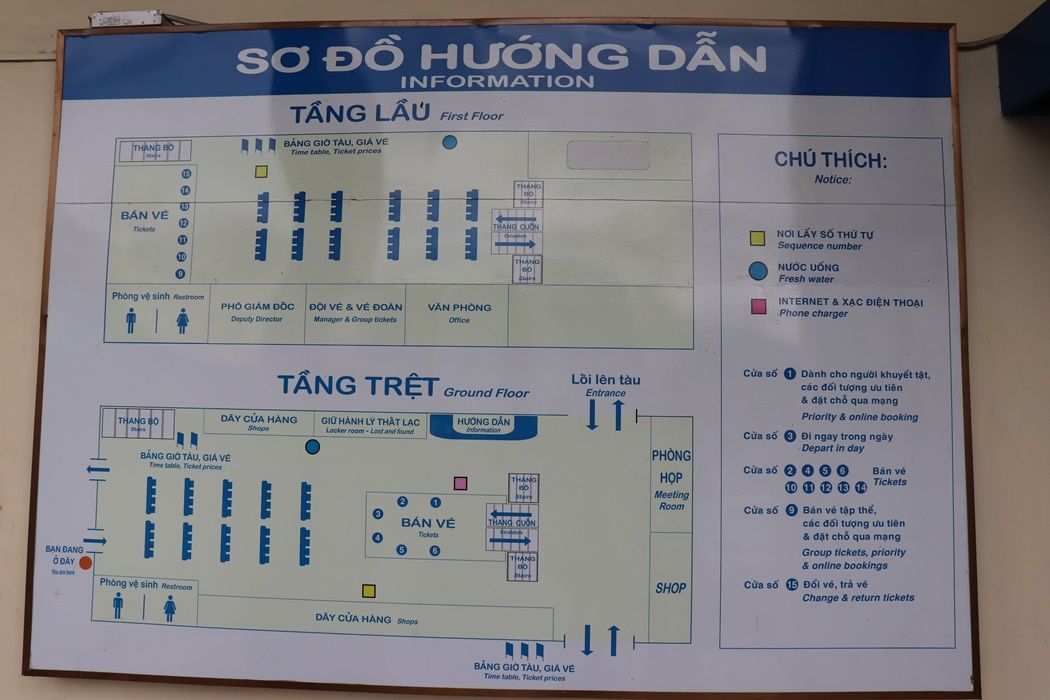 SƠ ĐỒ HƯỚNG DẪN
INFORMATION
TẦNG LẦU First Floor
THANG BỘ
Stairs
BẢNG GIỜ TÀU, GIÁ VÉ
Time table, Ticket prices
15
14
13
12
11
10
9
BÁN VÉ
Tickets
THANG
BỘ
Stairs
THANG CUỐN
Escalators
THANG
BỘ
Stairs
Phòng vệ sinh Restroom
PHÓ GIÁM ĐỐC
Deputy Director
ĐỘI VÉ & VÉ ĐOÀN
Manager & Group tickets
VĂN PHÒNG
Office
TẦNG TRỆT Ground Floor
Lồi lên tàu
Entrance
THANG BỘ
Stairs
DÃY CỬA HÀNG
Shops
GIỮ HÀNH LÝ THẤT LẠC
Locker room - Lost and found
HƯỚNG DẪN
Information
BẢNG GIỜ TÀU, GIÁ VÉ
Time table, Ticket prices
PHÒNG
HỌP
Meeting
Room
2 1
3
BÁN VÉ
Tickets
4
5 6
THANG
BỘ
Stairs
THANG CUỐN
Escalators
THANG
BỘ
Stairs
BẠN ĐANG
Ở ĐÂY
You are here
Phòng vệ sinh Restroom
DÃY CỬA HÀNG Shops
SHOP
BẢNG GIỜ TÀU, GIÁ VÉ
Time table, Ticket prices
CHÚ THÍCH:
Notice:
NƠI LẤY SỐ THỨ TỰ
Sequence number
NƯỚC UỐNG
Fresh water
INTERNET & XẠC ĐIỆN THOẠI
Phone charger
Cửa số 1 Dành cho người khuyết tật,
các đối tượng ưu tiên
& đặt chỗ qua mạng
Priority & online booking
Cửa số 3 Đi ngay trong ngày
Depart in day
Cửa số 2 4 5 6 Bán vé
10 11 12 13 14 Tickets
Cửa số 9 Bán vé tập thể,
các đối tượng ưu tiên
& đặt chỗ qua mạng
Group tickets, priority
& online bookings
Cửa số 15 Đổi vé, trả vé
Change & return tickets